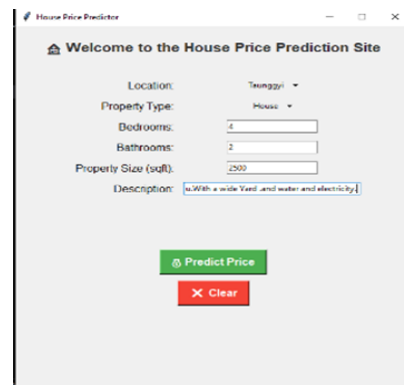 House Price Predictor
Welcome to the House Price Prediction Site
Location: Taunggyi
Property Type: House
Bedrooms: 4
Bathrooms: 2
Property Size (sqft): 2500
Description: u.With a wide Yard .and water and electricity.
Predict Price
Clear